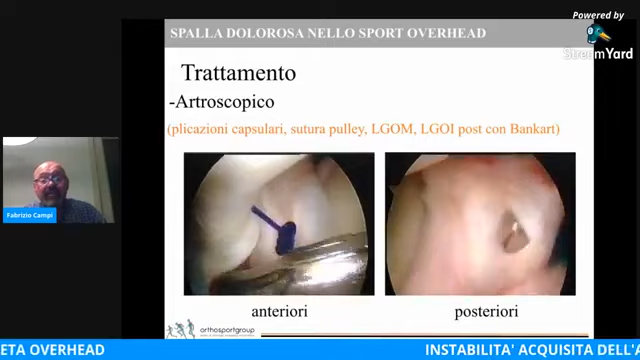 Powered by
StreamYard
SPALLA DOLOROSA NELLO SPORT OVERHEAD
Trattamento
-Artroscopico
(plicazioni capsulari, sutura pulley, LGOM, LGOI post con Bankart)
Fabrizio Campi
anteriori
posteriori
orthosportgroup
ETA OVERHEAD
INSTABILITA' ACQUISITA DELL'A